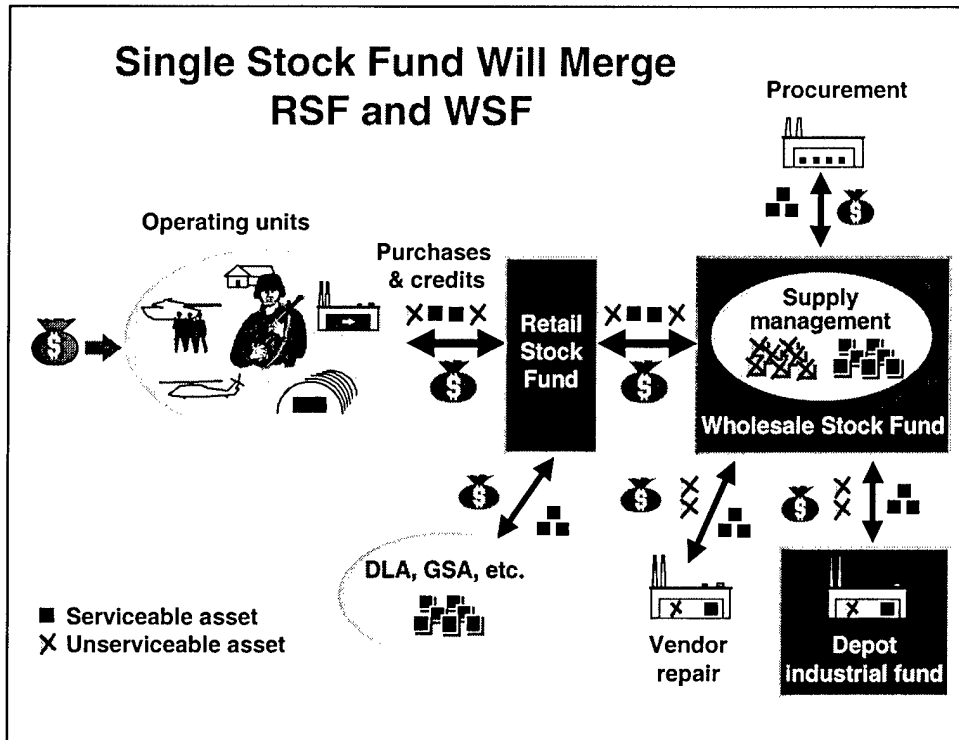 Single Stock Fund Will Merge
RSF and WSF
Procurement
$
Operating units
Purchases
& credits
$
$
Retail
Stock
Fund
$
Supply
management
Wholesale Stock Fund
$
$
$
DLA, GSA, etc.
Serviceable asset
Unserviceable asset
Vendor
repair
Depot
industrial fund